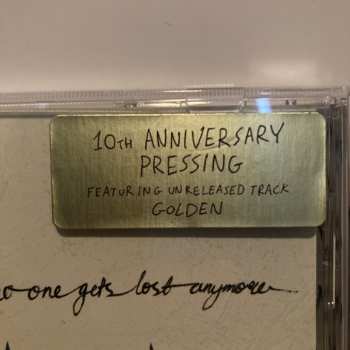 10TH ANNIVERSARY
PRESSING
FEATURING UNRELEASED TRACK
GOLDEN
one gets lost anymore